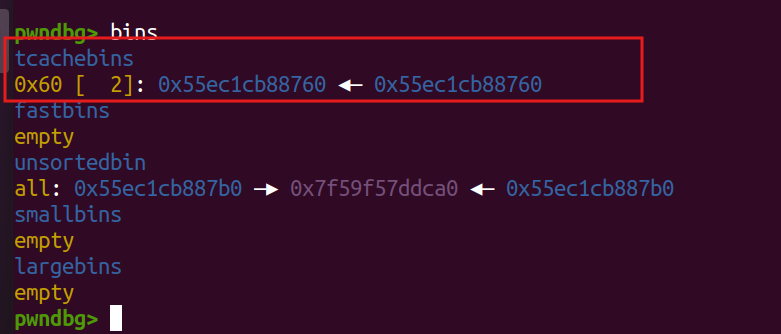 pwndbg> bins
tcachebins
0x60 [  2]: 0x55ec1cb88760 ◂— 0x55ec1cb88760
fastbins
empty
unsortedbin
all: 0x55ec1cb887b0 —▸ 0x7f59f57ddca0 ◂— 0x55ec1cb887b0
smallbins
empty
largebins
empty
pwndbg>